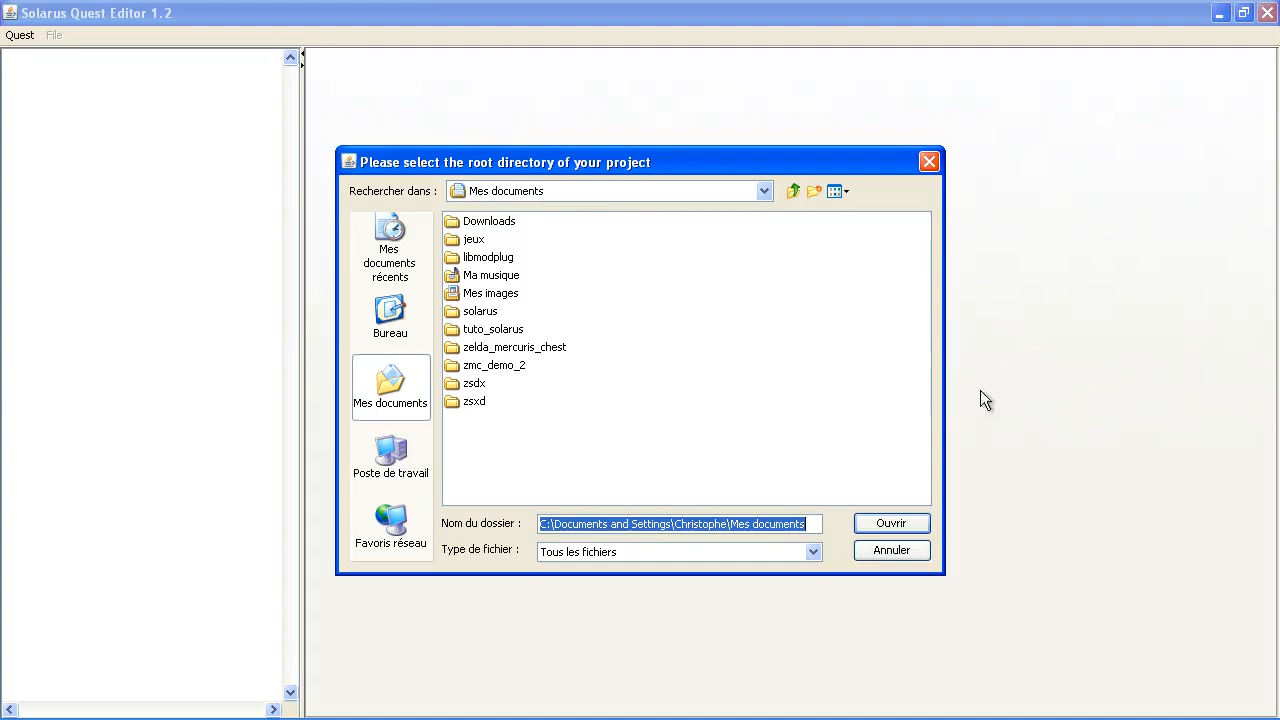 Solarus Quest Editor 1.2
Quest File
Please select the root directory of your project
Rechercher dans : Mes documents
Mes
documents
récents
Bureau
Mes documents
Poste de travail
Favoris réseau
Downloads
jeux
libmodplug
Ma musique
Mes images
solarus
tuto_solarus
zelda_mercuris_chest
zmc_demo_2
zsdx
zsxd
Nom du dossier : C:\Documents and Settings\Christophe\Mes documents Ouvrir
Type de fichier : Tous les fichiers Annuler